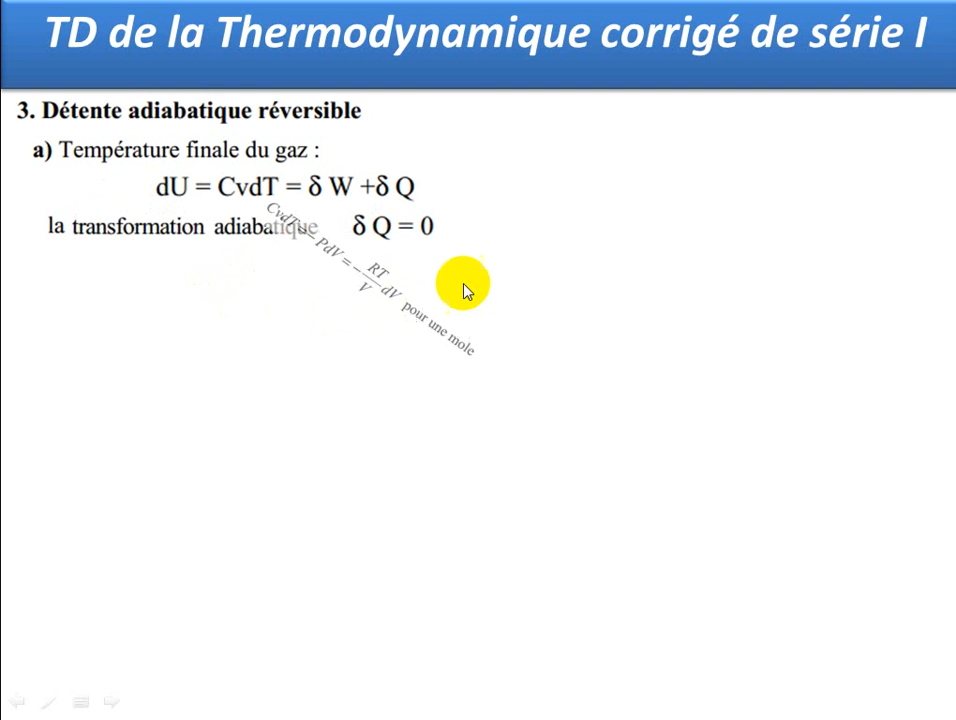 TD de la Thermodynamique corrigé de série I
3. Détente adiabatique réversible
a) Température finale du gaz :
dU = CvdT = δ W +δ Q
la transformation adiabatique δ Q = 0
CvdT = PdV = -RT/V dV pour une mole